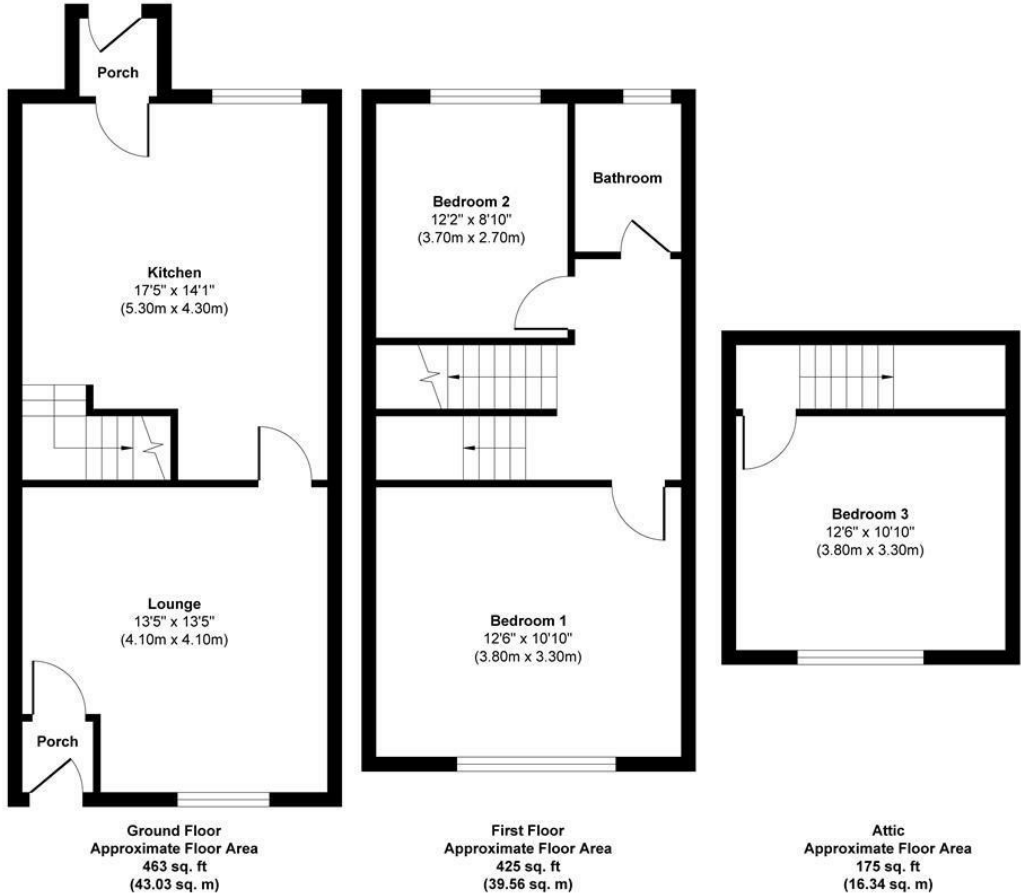 Porch
Kitchen
17'5" x 14'1"
(5.30m x 4.30m)
Lounge
13'5" x 13'5"
(4.10m x 4.10m)
Porch
Ground Floor
Approximate Floor Area
463 sq. ft
(43.03 sq. m)
Bedroom 2
12'2" x 8'10"
(3.70m x 2.70m)
Bathroom
Bedroom 1
12'6" x 10'10"
(3.80m x 3.30m)
First Floor
Approximate Floor Area
425 sq. ft
(39.56 sq. m)
Bedroom 3
12'6" x 10'10"
(3.80m x 3.30m)
Attic
Approximate Floor Area
175 sq. ft
(16.34 sq. m)